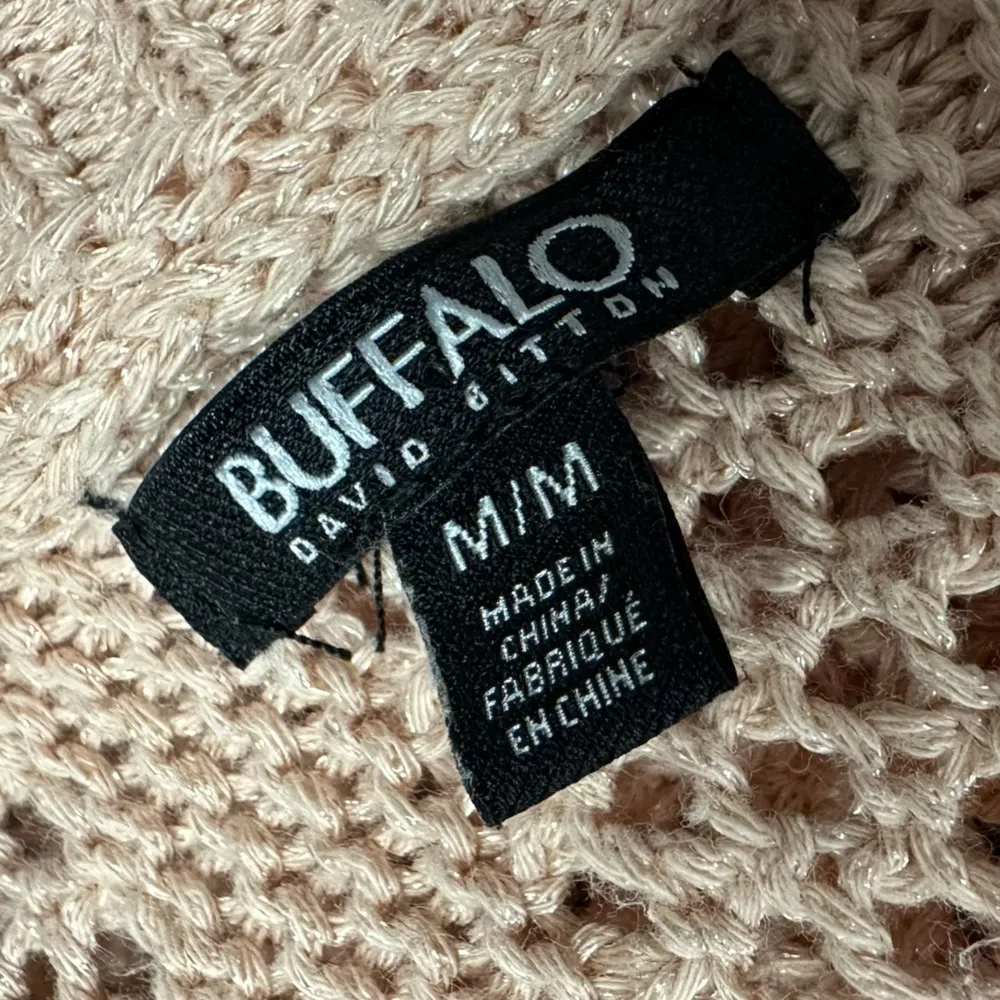 BUFFALO
DAVID BITTON
M/M
MADE IN
CHINA/
FABRIQUÉ
EN CHINE